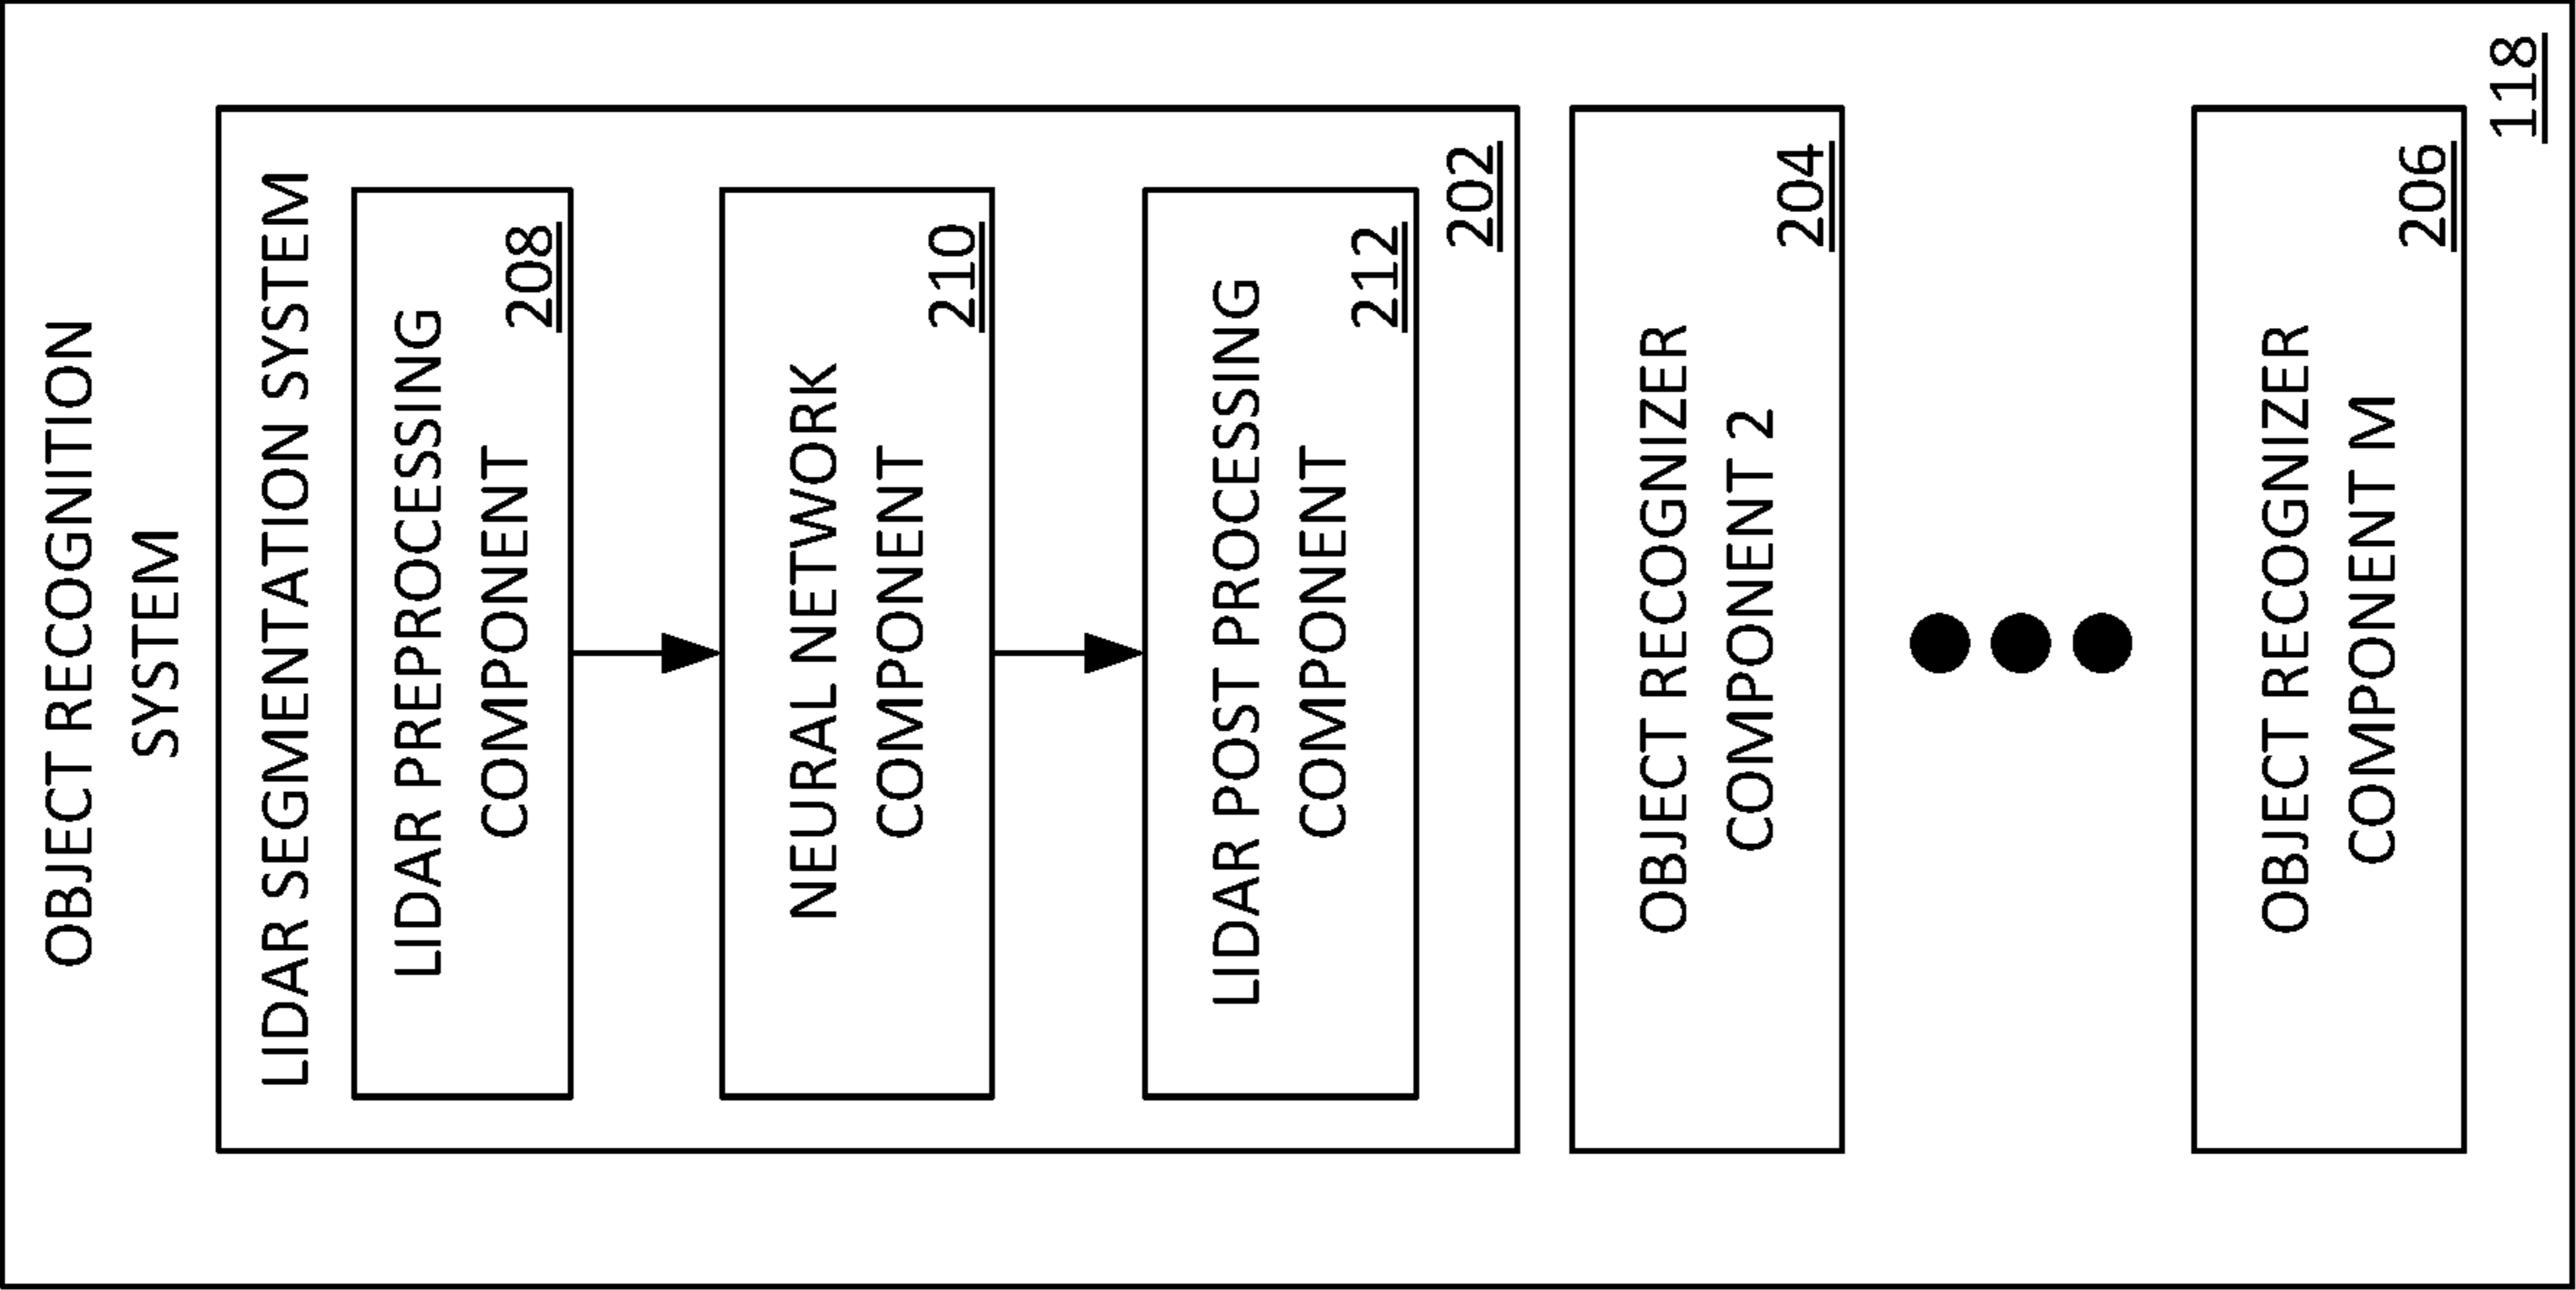 OBJECT RECOGNITION
SYSTEM
LIDAR SEGMENTATION SYSTEM
LIDAR PREPROCESSING
COMPONENT
208
NEURAL NETWORK
COMPONENT
210
LIDAR POST PROCESSING
COMPONENT
212
202
OBJECT RECOGNIZER
COMPONENT 2
204
OBJECT RECOGNIZER
COMPONENT M
206
118